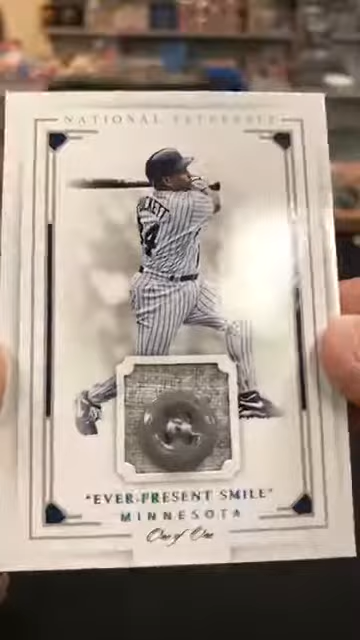 NATIONAL TREASURES
"EVER-PRESENT SMILE"
MINNESOTA
One of One